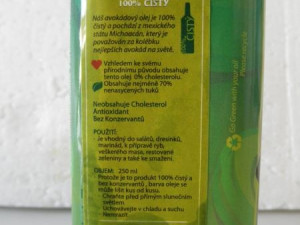 100% ČISTÝ
Náš avokádový olej je 100%
čistý a pochází z mexického
státu Michoacán, který je
považován za kolébku
nejlepších avokád na světě.
Vzhledem ke svému
přírodnímu původu obsahuje
tento olej 0% cholesterolu.
Obsahuje nejméně 70%
nenasycených tuků
Neobsahuje Cholesterol
Antioxidant
Bez Konzervantů
POUŽITÍ:
Je vhodný do salátů, dresinků,
marinád, k přípravě ryb,
veškerého masa, restované
zeleniny a také ke smažení.
OBJEM: 250 ml
Protože je to produkt 100% čistý a
bez konzervantů , barva oleje se
může lišit kus od kusu.
Chraňte před přímým slunečním
světlem
Uchovávejte v chladu a suchu
Please recycle